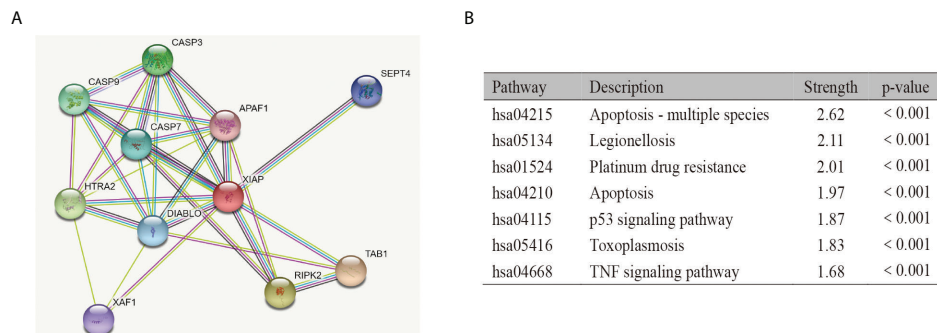 A
B
CASP3
CASP9
SEPT4
APAF1
CASP7
XIAP
HTRA2
DIABLO
TAB1
RIPK2
XAF1
Pathway Description Strength p-value
hsa04215 Apoptosis - multiple species 2.62 < 0.001
hsa05134 Legionellosis 2.11 < 0.001
hsa01524 Platinum drug resistance 2.01 < 0.001
hsa04210 Apoptosis 1.97 < 0.001
hsa04115 p53 signaling pathway 1.87 < 0.001
hsa05416 Toxoplasmosis 1.83 < 0.001
hsa04668 TNF signaling pathway 1.68 < 0.001